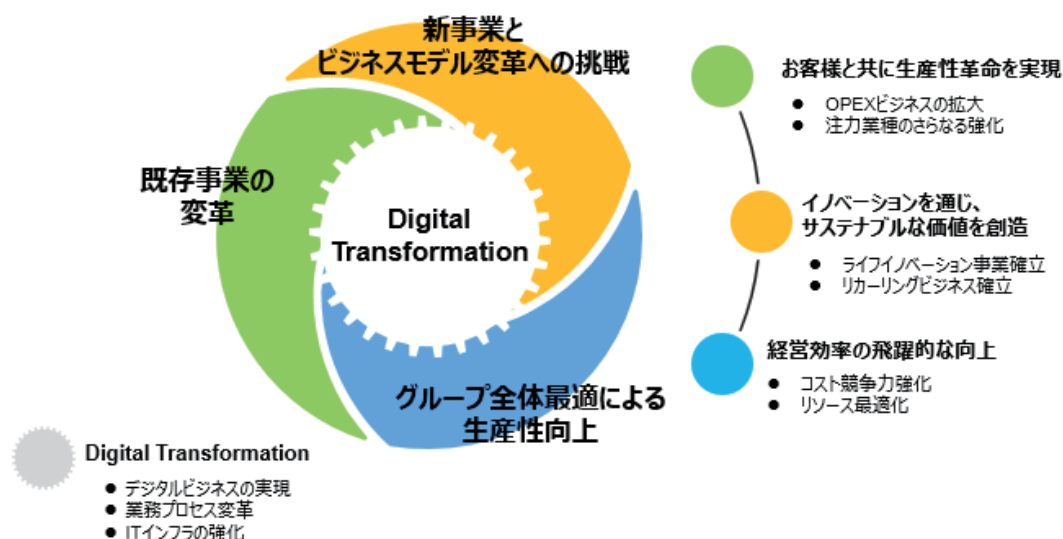 新事業と
ビジネスモデル変革への挑戦
既存事業の
変革
Digital
Transformation
グループ全体最適による
生産性向上
お客様と共に生産性革命を実現
● OPEXビジネスの拡大
● 注力業種のさらなる強化
イノベーションを通じ、
サステナブルな価値を創造
● ライフイノベーション事業確立
● リカーリングビジネス確立
経営効率の飛躍的な向上
● コスト競争力強化
● リソース最適化
Digital Transformation
● デジタルビジネスの実現
● 業務プロセス変革
● ITインフラの強化